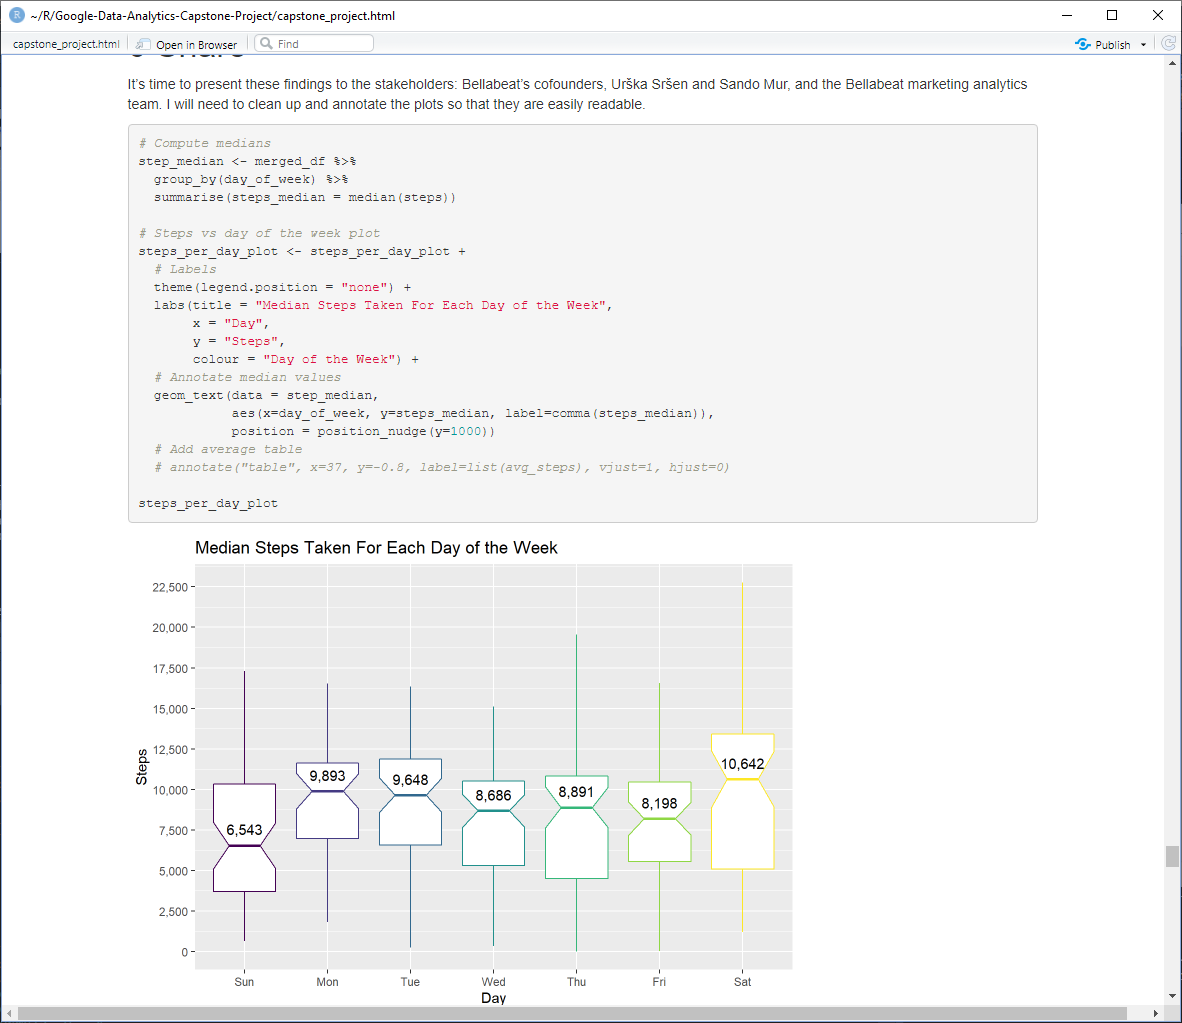 ~/R/Google-Data-Analytics-Capstone-Project/capstone_project.html
capstone_project.html Open in Browser Find Publish
6 Share
It's time to present these findings to the stakeholders: Bellabeat's cofounders, Urška Sršen and Sando Mur, and the Bellabeat marketing analytics
team. I will need to clean up and annotate the plots so that they are easily readable.
# Compute medians
step_median <- merged_df %>%
  group_by(day_of_week) %>%
  summarise(steps_median = median(steps))
# Steps vs day of the week plot
steps_per_day_plot <- steps_per_day_plot +
  # Labels
  theme(legend.position = "none") +
  labs(title = "Median Steps Taken For Each Day of the Week",
       x = "Day",
       y = "Steps",
       colour = "Day of the Week") +
  # Annotate median values
  geom_text(data = step_median,
            aes(x=day_of_week, y=steps_median, label=comma(steps_median)),
            position = position_nudge(y=1000))
  # Add average table
  # annotate("table", x=37, y=-0.8, label=list(avg_steps), vjust=1, hjust=0)
steps_per_day_plot
Median Steps Taken For Each Day of the Week
22,500
20,000
17,500
15,000
12,500
10,000
7,500
5,000
2,500
0
Steps
6,543
9,893
9,648
8,686
8,891
8,198
10,642
Sun Mon Tue Wed Thu Fri Sat
Day